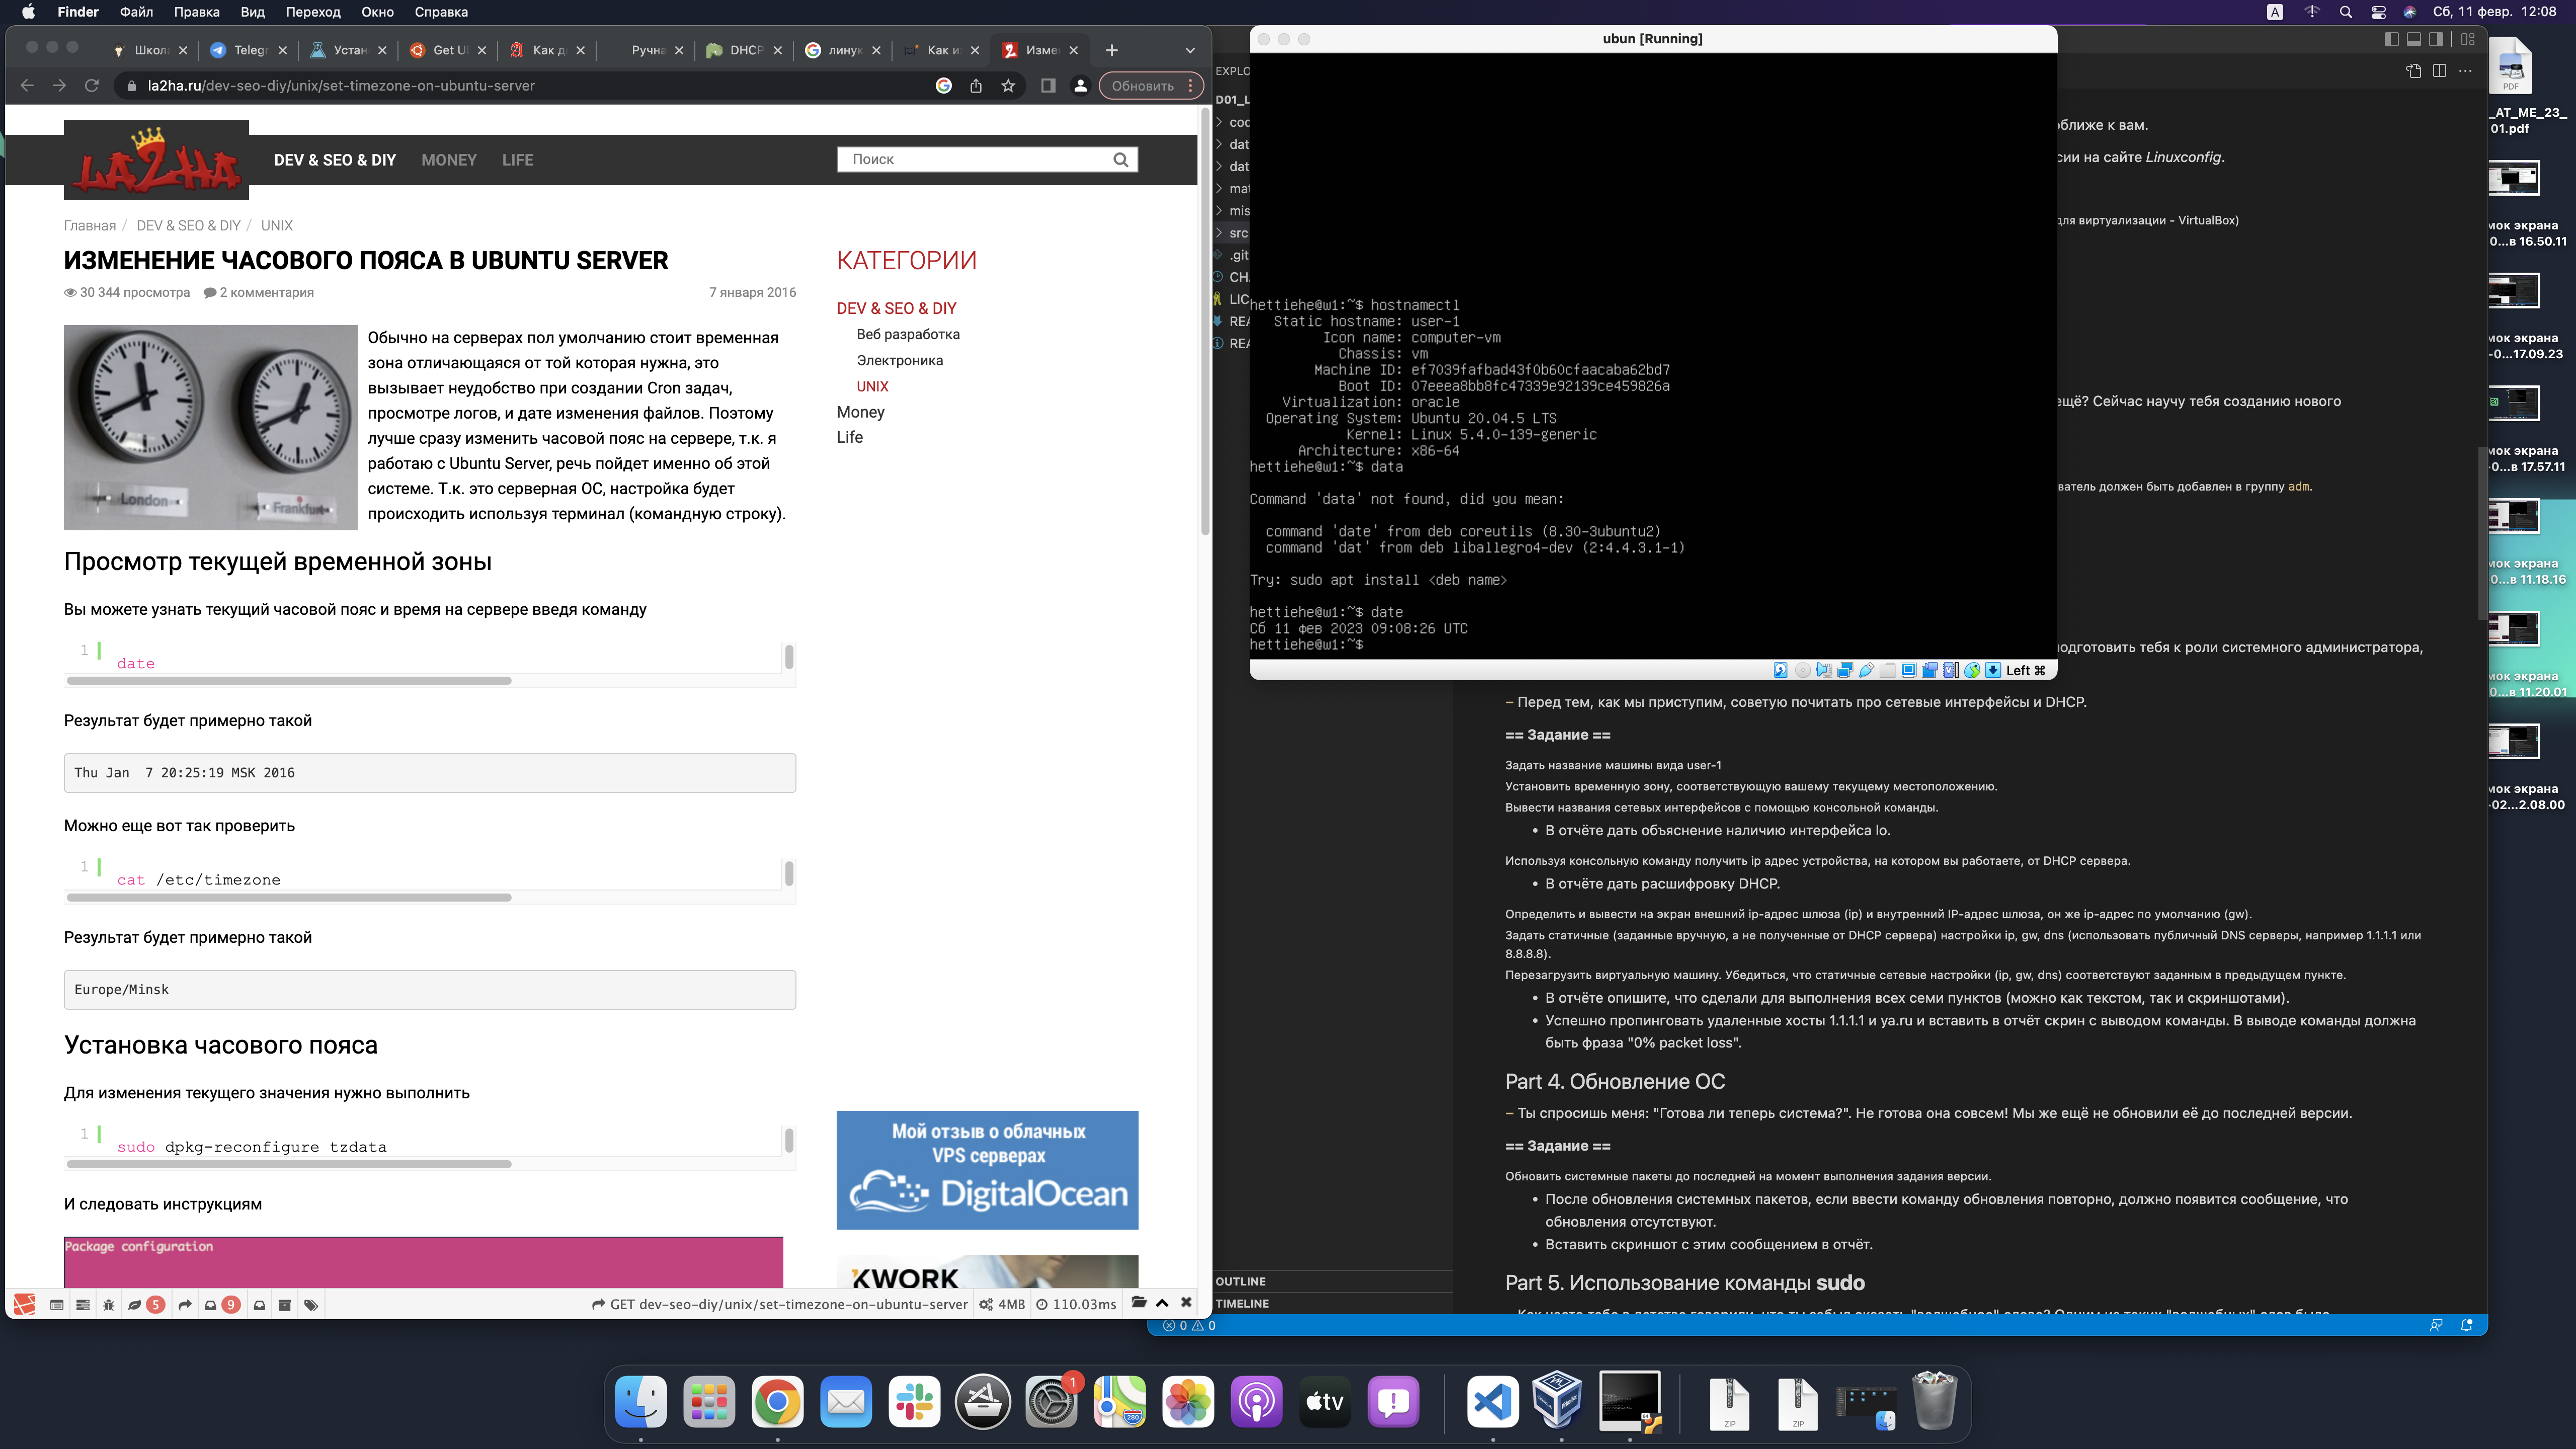 Finder Файл Правка Вид Переход Окно Справка
A Сб, 11 февр. 12:08
Школ Telegr Устан Get U Как д Ручна DHCP линук Как и Изме
la2ha.ru/dev-seo-diy/unix/set-timezone-on-ubuntu-server
Обновить
LA2HA
DEV & SEO & DIY MONEY LIFE
Поиск
Главная / DEV & SEO & DIY / UNIX
ИЗМЕНЕНИЕ ЧАСОВОГО ПОЯСА В UBUNTU SERVER
30 344 просмотра 2 комментария 7 января 2016
London Frankfurt
Обычно на серверах пол умолчанию стоит временная
зона отличающаяся от той которая нужна, это
вызывает неудобство при создании Cron задач,
просмотре логов, и дате изменения файлов. Поэтому
лучше сразу изменить часовой пояс на сервере, т.к. я
работаю с Ubuntu Server, речь пойдет именно об этой
системе. Т.к. это серверная ОС, настройка будет
происходить используя терминал (командную строку).
Просмотр текущей временной зоны
Вы можете узнать текущий часовой пояс и время на сервере введя команду
1
date
Результат будет примерно такой
Thu Jan  7 20:25:19 MSK 2016
Можно еще вот так проверить
1
cat /etc/timezone
Результат будет примерно такой
Europe/Minsk
Установка часового пояса
Для изменения текущего значения нужно выполнить
1
sudo dpkg-reconfigure tzdata
И следовать инструкциям
Package configuration
КАТЕГОРИИ
DEV & SEO & DIY
Веб разработка
Электроника
UNIX
Money
Life
Мой отзыв о облачных
VPS серверах
DigitalOcean
KWORK
5 9 GET dev-seo-diy/unix/set-timezone-on-ubuntu-server 4MB 110.03ms
EXPLO
D01_L
coc
dat
dat
mat
mis
src
.git
CH
LIC
REA
REA
OUTLINE
TIMELINE
0 0
ubun [Running]
hettiehe@w1:~$ hostnamectl
Static hostname: user-1
Icon name: computer-vm
Chassis: vm
Machine ID: ef7039fafbad43f0b60cfaacaba62bd7
Boot ID: 07eeea8bb8fc47339e92139ce459826a
Virtualization: oracle
Operating System: Ubuntu 20.04.5 LTS
Kernel: Linux 5.4.0-139-generic
Architecture: x86-64
hettiehe@w1:~$ data
Command 'data' not found, did you mean:
command 'date' from deb coreutils (8.30-3ubuntu2)
command 'dat' from deb liballegro4-dev (2:4.4.3.1-1)
Try: sudo apt install <deb name>
hettiehe@w1:~$ date
Сб 11 фев 2023 09:08:26 UTC
hettiehe@w1:~$
Left ⌘
ближе к вам.
сии на сайте Linuxconfig.
для виртуализации - VirtualBox)
ещё? Сейчас научу тебя созданию нового
ватель должен быть добавлен в группу adm.
одготовить тебя к роли системного администратора,
– Перед тем, как мы приступим, советую почитать про сетевые интерфейсы и DHCP.
== Задание ==
Задать название машины вида user-1
Установить временную зону, соответствующую вашему текущему местоположению.
Вывести названия сетевых интерфейсов с помощью консольной команды.
• В отчёте дать объяснение наличию интерфейса lo.
Используя консольную команду получить ip адрес устройства, на котором вы работаете, от DHCP сервера.
• В отчёте дать расшифровку DHCP.
Определить и вывести на экран внешний ip-адрес шлюза (ip) и внутренний IP-адрес шлюза, он же ip-адрес по умолчанию (gw).
Задать статичные (заданные вручную, а не полученные от DHCP сервера) настройки ip, gw, dns (использовать публичный DNS серверы, например 1.1.1.1 или
8.8.8.8).
Перезагрузить виртуальную машину. Убедиться, что статичные сетевые настройки (ip, gw, dns) соответствуют заданным в предыдущем пункте.
• В отчёте опишите, что сделали для выполнения всех семи пунктов (можно как текстом, так и скриншотами).
• Успешно пропинговать удаленные хосты 1.1.1.1 и ya.ru и вставить в отчёт скрин с выводом команды. В выводе команды должна
быть фраза "0% packet loss".
Part 4. Обновление ОС
– Ты спросишь меня: "Готова ли теперь система?". Не готова она совсем! Мы же ещё не обновили её до последней версии.
== Задание ==
Обновить системные пакеты до последней на момент выполнения задания версии.
• После обновления системных пакетов, если ввести команду обновления повторно, должно появится сообщение, что
обновления отсутствуют.
• Вставить скриншот с этим сообщением в отчёт.
Part 5. Использование команды sudo
PDF
_AT_ME_23_
01.pdf
мок экрана
0...в 16.50.11
мок экрана
-0...17.09.23
мок экрана
-0...в 17.57.11
мок экрана
0...в 11.18.16
мок экрана
0...в 11.20.01
мок экрана
-02...2.08.00
1
280
tv
ZIP
ZIP